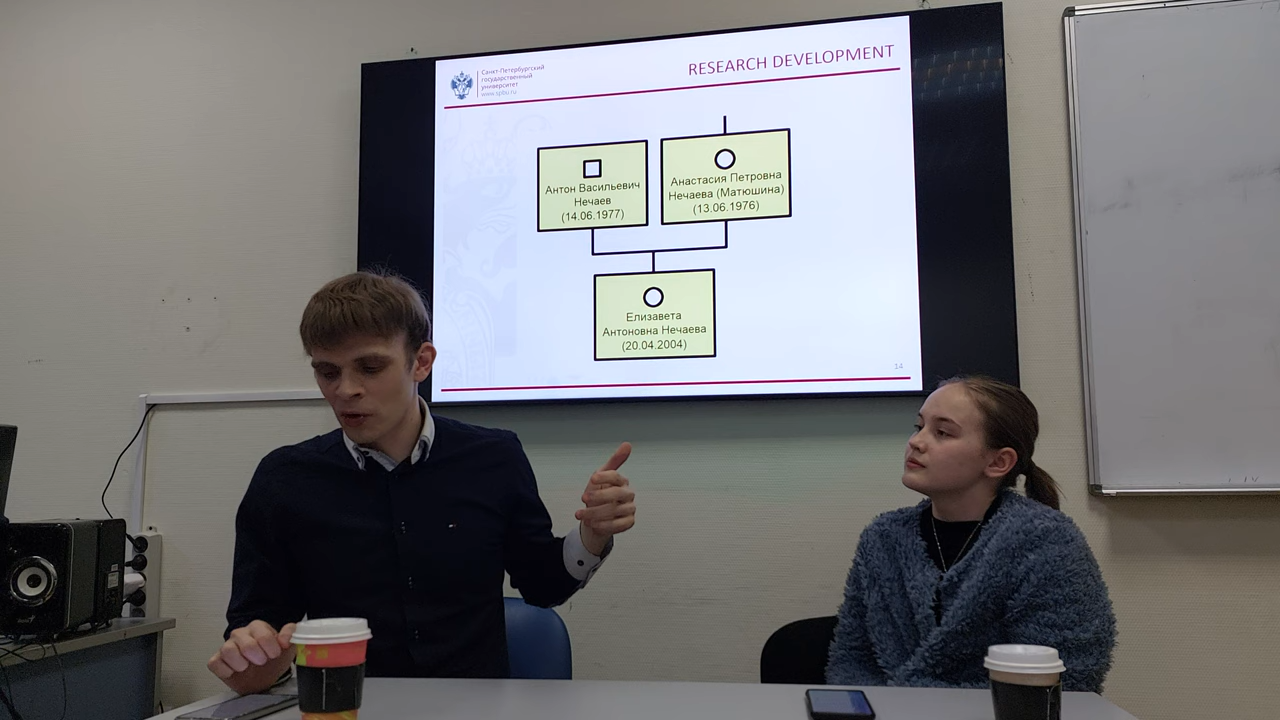 Санкт-Петербургский
государственный
университет
www.spbu.ru
RESEARCH DEVELOPMENT
Антон Васильевич
Нечаев
(14.06.1977)
Анастасия Петровна
Нечаева (Матюшина)
(13.06.1976)
Елизавета
Антоновна Нечаева
(20.04.2004)
14